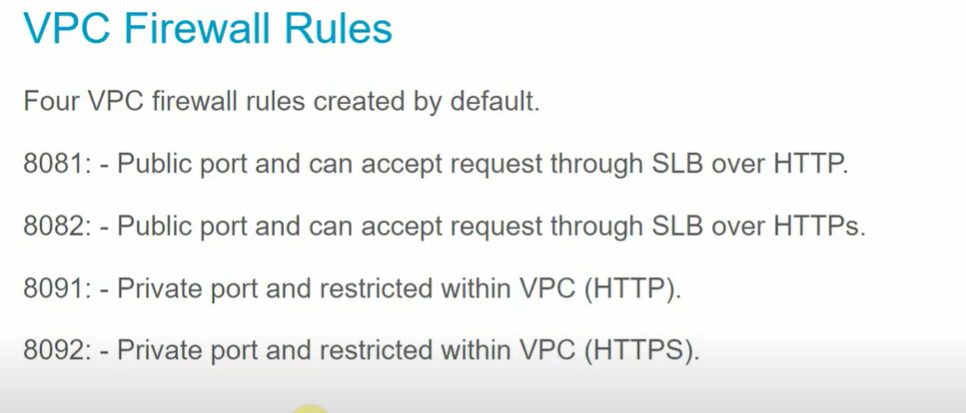 VPC Firewall Rules
Four VPC firewall rules created by default.
8081: - Public port and can accept request through SLB over HTTP.
8082: - Public port and can accept request through SLB over HTTPs.
8091: - Private port and restricted within VPC (HTTP).
8092: - Private port and restricted within VPC (HTTPS).